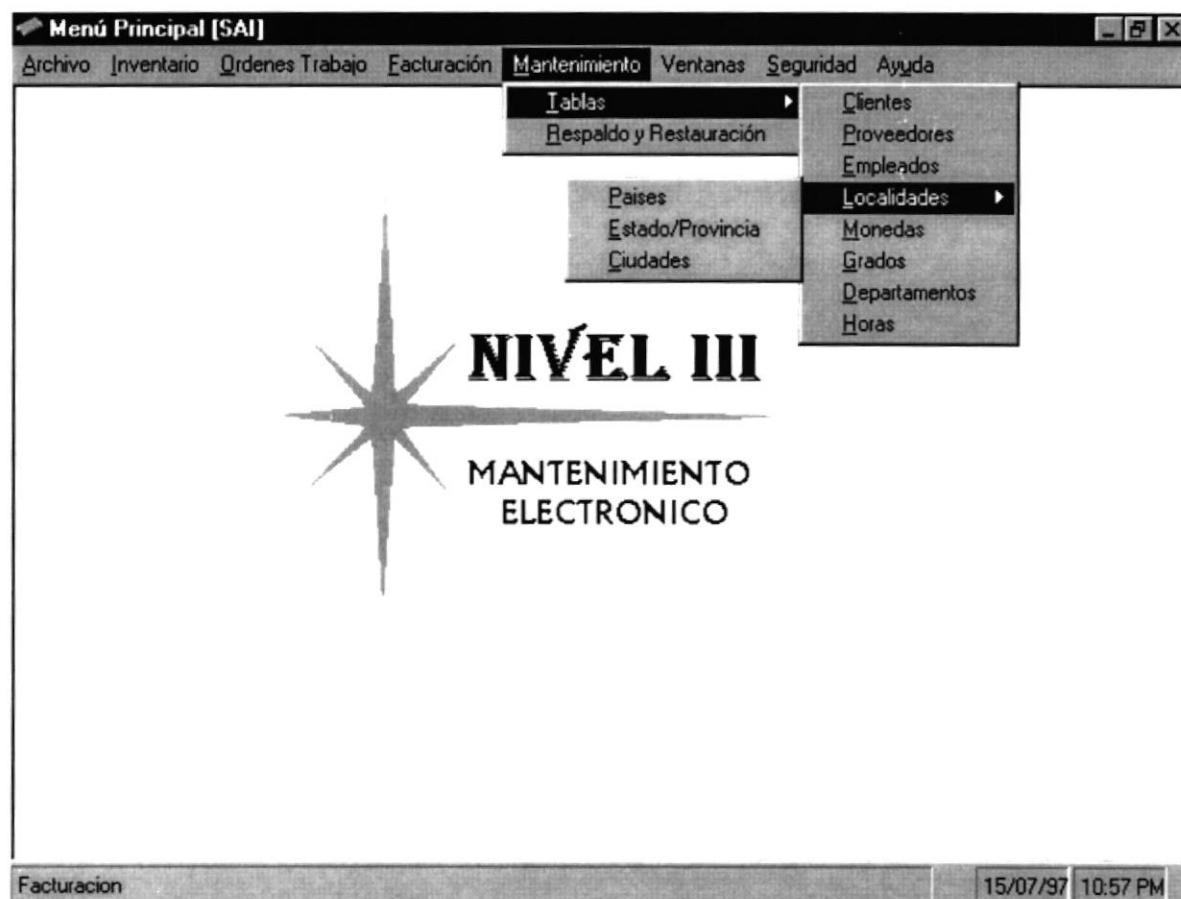 Menú Principal [SAI]
Archivo Inventario Ordenes Trabajo Facturación Mantenimiento Ventanas Seguridad Ayuda
Tablas
Respaldo y Restauración
Clientes
Proveedores
Empleados
Localidades
Monedas
Grados
Departamentos
Horas
Paises
Estado/Provincia
Ciudades
NIVEL III
MANTENIMIENTO
ELECTRONICO
Facturacion 15/07/97 10:57 PM